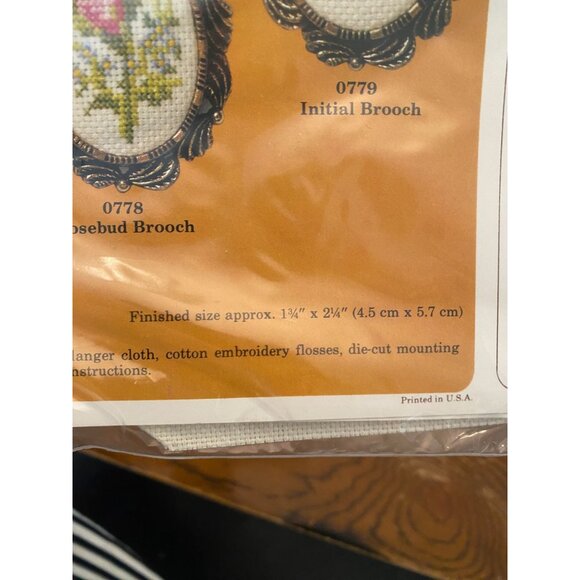 0779
Initial Brooch
0778
osebud Brooch
Finished size approx. 1¾″ x 2¼″ (4.5 cm x 5.7 cm)
langer cloth, cotton embroidery flosses, die-cut mounting
nstructions.
Printed in U.S.A.